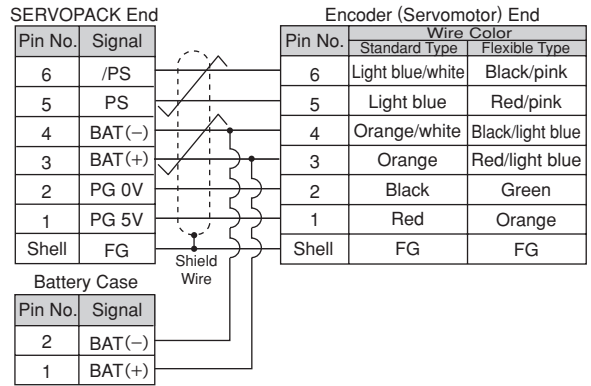 SERVOPACK End
Encoder (Servomotor) End
Pin No. Signal
Pin No. Wire Color
Standard Type Flexible Type
6 /PS 6 Light blue/white Black/pink
5 PS 5 Light blue Red/pink
4 BAT(−) 4 Orange/white Black/light blue
3 BAT(+) 3 Orange Red/light blue
2 PG 0V 2 Black Green
1 PG 5V 1 Red Orange
Shell FG Shell FG FG
Shield
Wire
Battery Case
Pin No. Signal
2 BAT(−)
1 BAT(+)